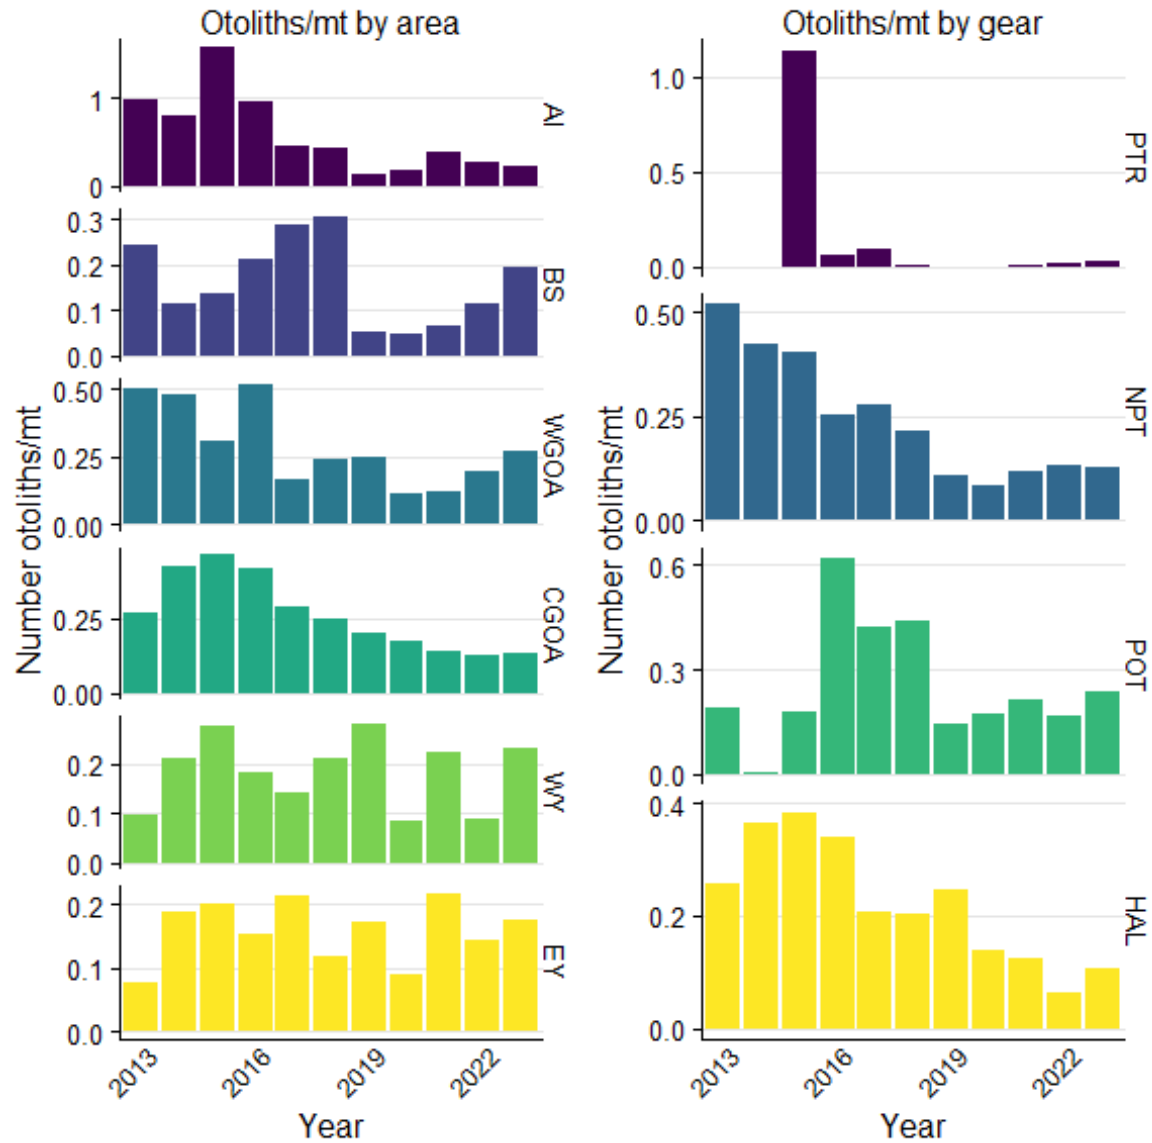 Otoliths/mt by area
Number otoliths/mt
1
0
AI
0.3
0.2
0.1
0.0
BS
0.50
0.25
0.00
WGOA
0.25
0.00
CGOA
0.2
0.1
0.0
WY
0.2
0.1
0.0
EY
2013
2016
2019
2022
Year
Otoliths/mt by gear
Number otoliths/mt
1.0
0.5
0.0
PTR
0.50
0.25
0.00
NPT
0.6
0.3
0.0
POT
0.4
0.2
0.0
HAL
2013
2016
2019
2022
Year